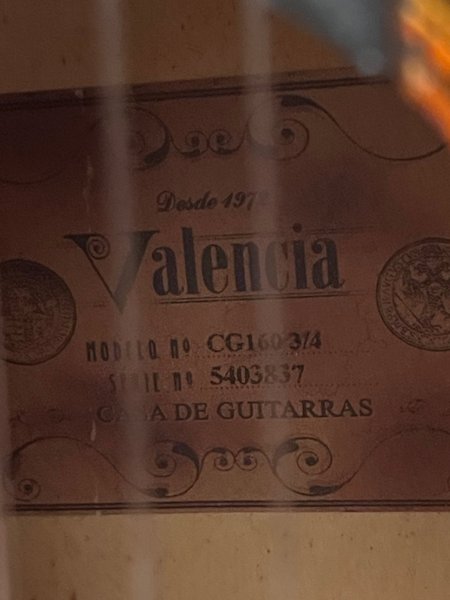 Desde 197
Valencia
MODELO Nº CG160 3/4
SERIE Nº 5403837
CASA DE GUITARRAS